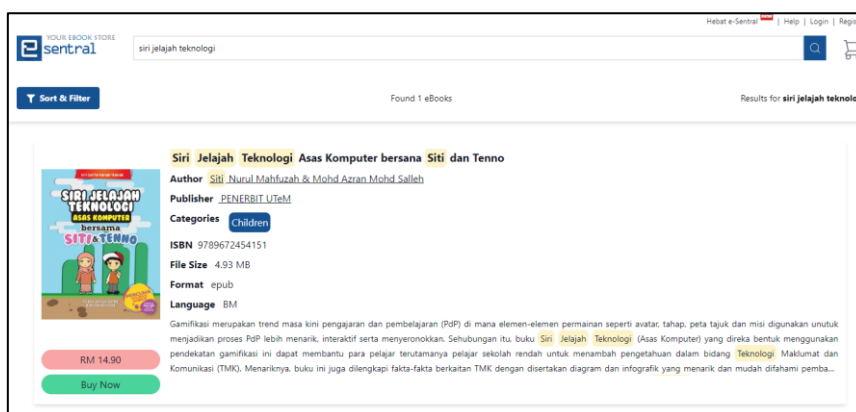 Hebat e-Sentral | Help | Login | Regis
YOUR EBOOK STORE
sentral
siri jelajah teknologi
Sort & Filter
Found 1 eBooks
Results for siri jelajah teknolo
Siri Jelajah Teknologi Asas Komputer bersana Siti dan Tenno
Author Siti Nurul Mahfuzah & Mohd Azran Mohd Salleh
Publisher PENERBIT UTeM
Categories Children
ISBN 9789672454151
File Size 4.93 MB
Format epub
Language BM
SIRI JELAJAH
TEKNOLOGI
ASAS KOMPUTER
bersama
SITI & TENNO
Gamifikasi merupakan trend masa kini pengajaran dan pembelajaran (PdP) di mana elemen-elemen permainan seperti avatar, tahap, peta tajuk dan misi digunakan unutuk
menjadikan proses PdP lebih menarik, interaktif serta menyeronokkan. Sehubungan itu, buku Siri Jelajah Teknologi (Asas Komputer) yang direka bentuk menggunakan
pendekatan gamifikasi ini dapat membantu para pelajar terutamanya pelajar sekolah rendah untuk menambah pengetahuan dalam bidang Teknologi Maklumat dan
Komunikasi (TMK). Menariknya, buku ini juga dilengkapi fakta-fakta berkaitan TMK dengan disertakan diagram dan infografik yang menarik dan mudah difahami pemba...
RM 14.90
Buy Now